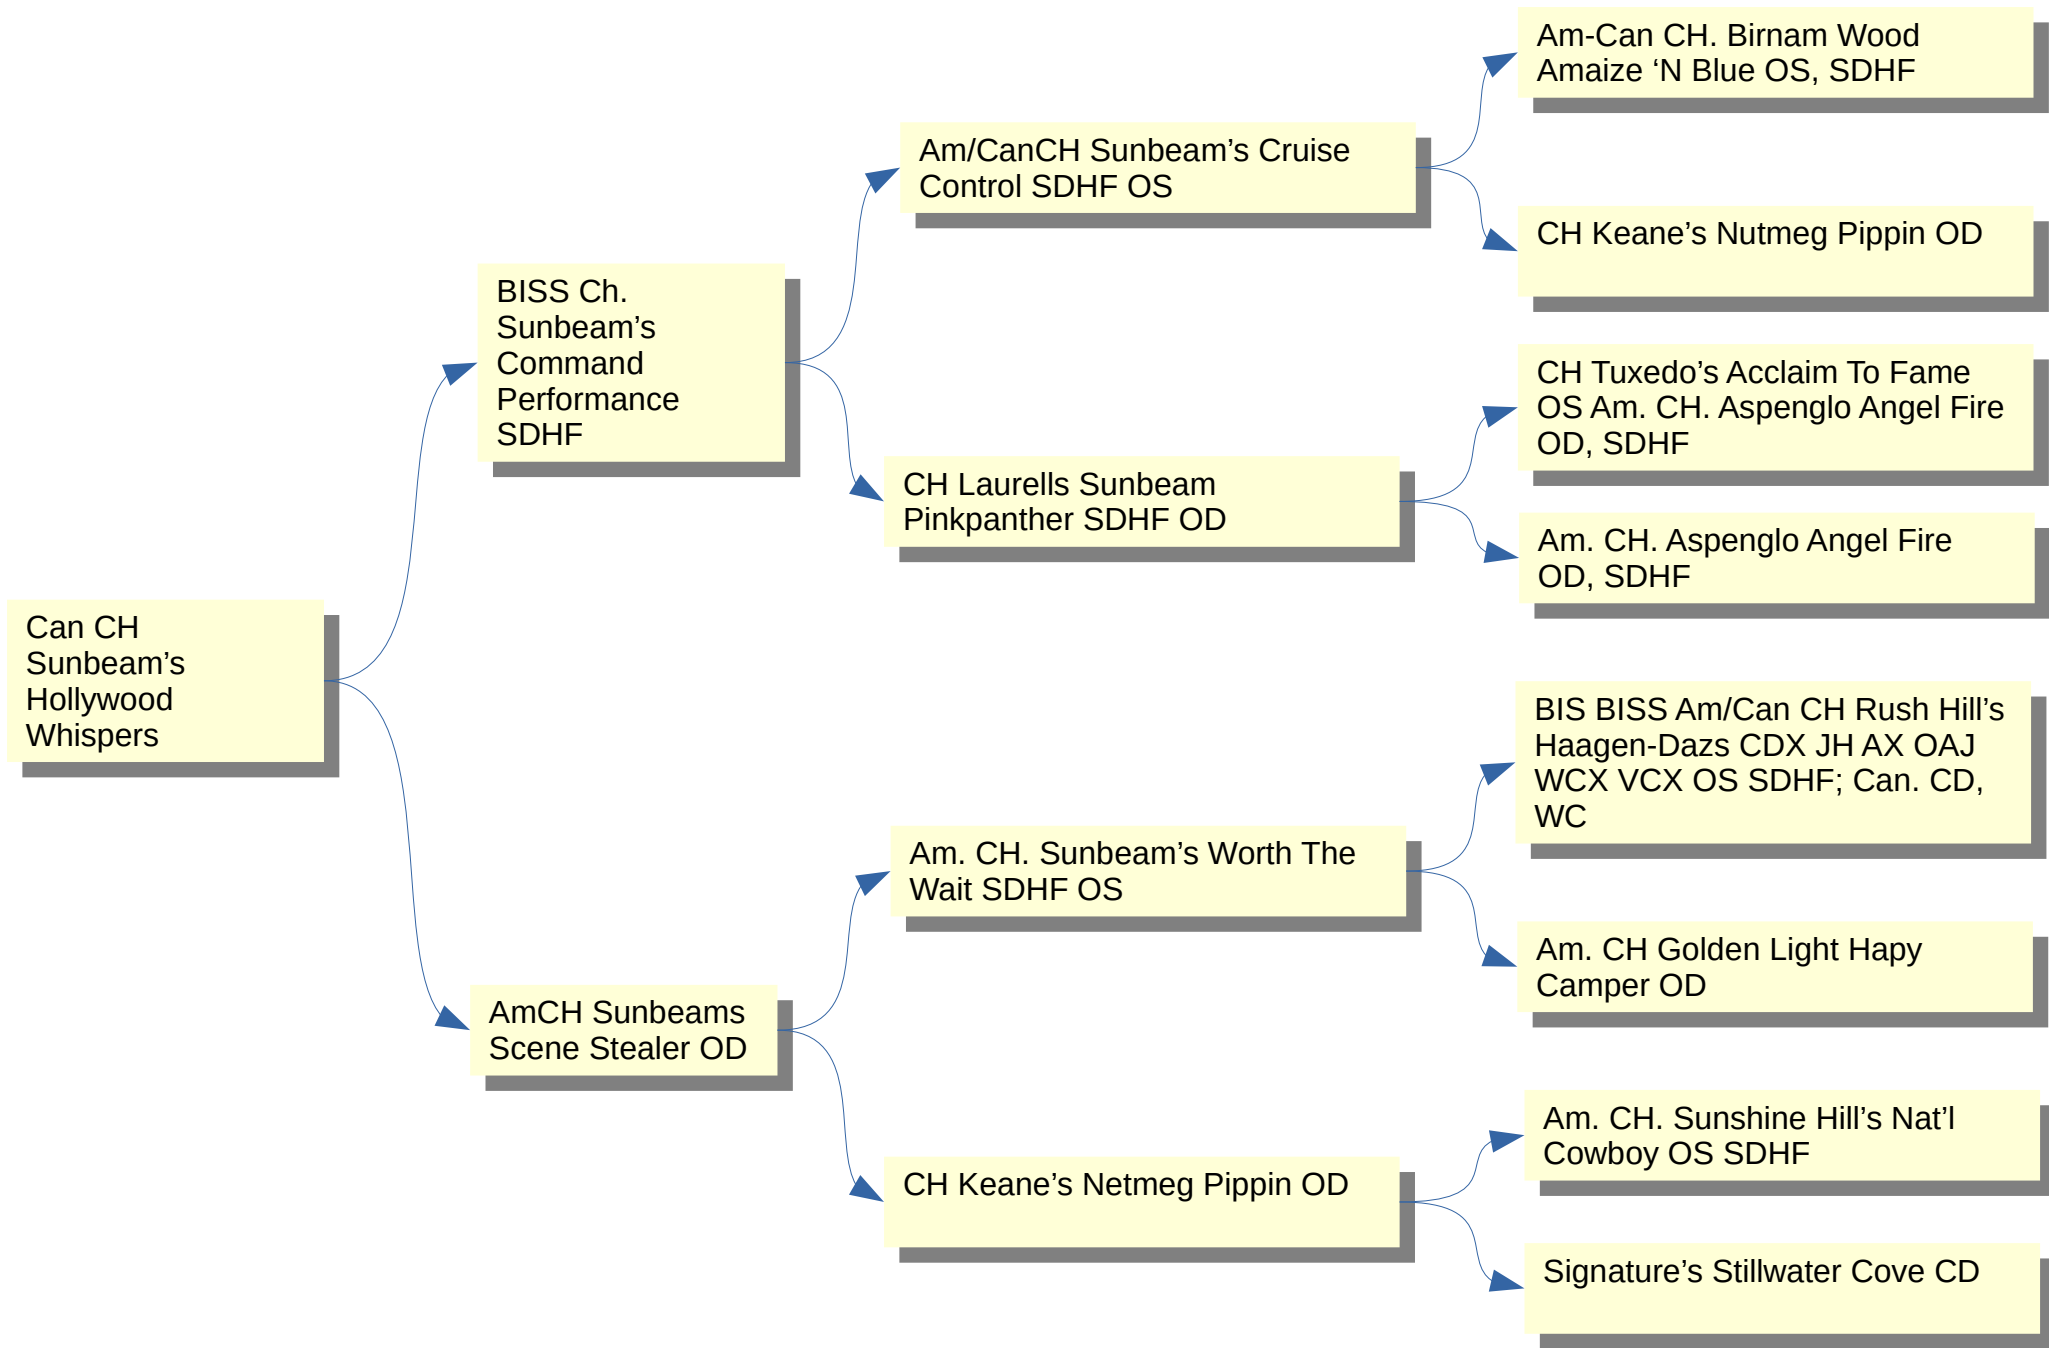 Am-Can CH. Birnam Wood
Amaize ‘N Blue OS, SDHF
Am/CanCH Sunbeam’s Cruise
Control SDHF OS
CH Keane’s Nutmeg Pippin OD
BISS Ch.
Sunbeam’s
Command
Performance
SDHF
CH Tuxedo’s Acclaim To Fame
OS Am. CH. Aspenglo Angel Fire
OD, SDHF
CH Laurells Sunbeam
Pinkpanther SDHF OD
Am. CH. Aspenglo Angel Fire
OD, SDHF
Can CH
Sunbeam’s
Hollywood
Whispers
BIS BISS Am/Can CH Rush Hill’s
Haagen-Dazs CDX JH AX OAJ
WCX VCX OS SDHF; Can. CD,
WC
Am. CH. Sunbeam’s Worth The
Wait SDHF OS
Am. CH Golden Light Hapy
Camper OD
AmCH Sunbeams
Scene Stealer OD
Am. CH. Sunshine Hill’s Nat’l
Cowboy OS SDHF
CH Keane’s Netmeg Pippin OD
Signature’s Stillwater Cove CD